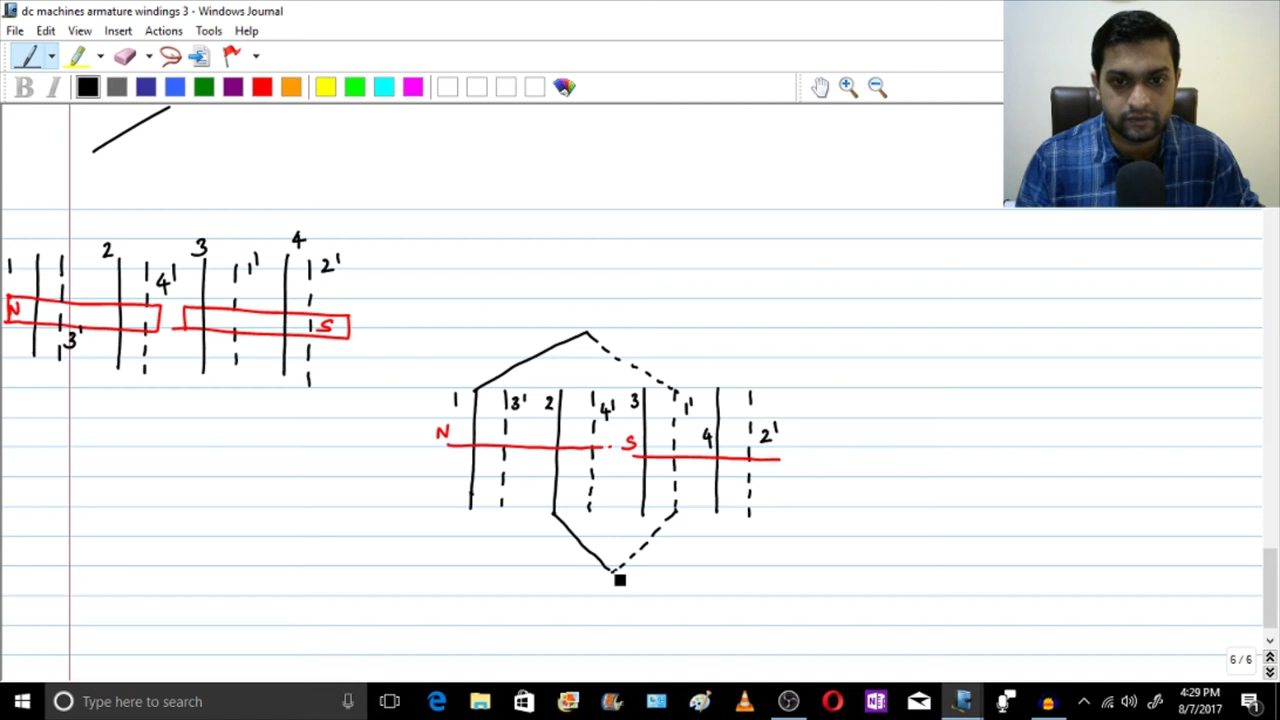 dc machines armature windings 3 - Windows Journal
File Edit View Insert Actions Tools Help
B I
1 2 4' 3 1' 4 2'
N S
3'
1 3' 2 4' 3 1' 4 2'
N S
6 / 6
Type here to search
4:29 PM
8/7/2017